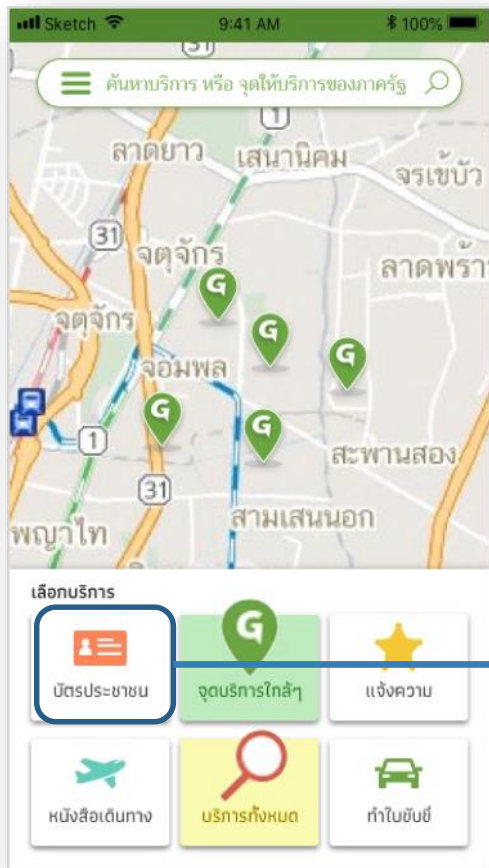 Sketch 9:41 AM 100%
31
ค้นหาบริการ หรือ จุดให้บริการของภาครัฐ
1
ลาดยาว เสนานิคม
จรเข้บัว
31
จตุจักร
ลาดพร้าว
G
จตุจักร G
G
จอมพล
G G
1
สะพานสอง
31
สามเสนนอก
พญาไท
เลือกบริการ
G
บัตรประชาชน จุดบริการใกล้ๆ แจ้งความ
หนังสือเดินทาง บริการทั้งหมด ทำใบขับขี่